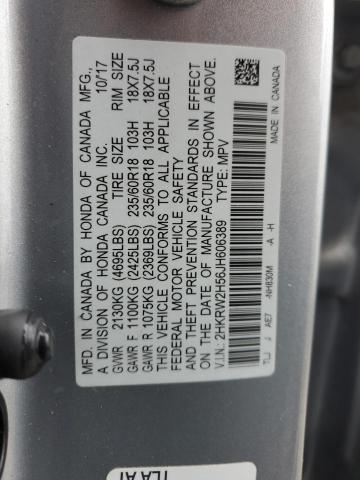 MFD. IN CANADA BY HONDA OF CANADA MFG.,
A DIVISION OF HONDA CANADA INC. 10/17
GVWR 2130KG (4695LBS) TIRE SIZE RIM SIZE
GAWR F 1100KG (2425LBS) 235/60R18 103H 18X7.5J
GAWR R 1075KG (2369LBS) 235/60R18 103H 18X7.5J
THIS VEHICLE CONFORMS TO ALL APPLICABLE
FEDERAL MOTOR VEHICLE SAFETY
AND THEFT PREVENTION STANDARDS IN EFFECT
ON THE DATE OF MANUFACTURE SHOWN ABOVE.
V.I.N.: 2HKRW2H56JH606389 TYPE: MPV
TLJ J AE7 -NH830M -A -H
MADE IN CANADA